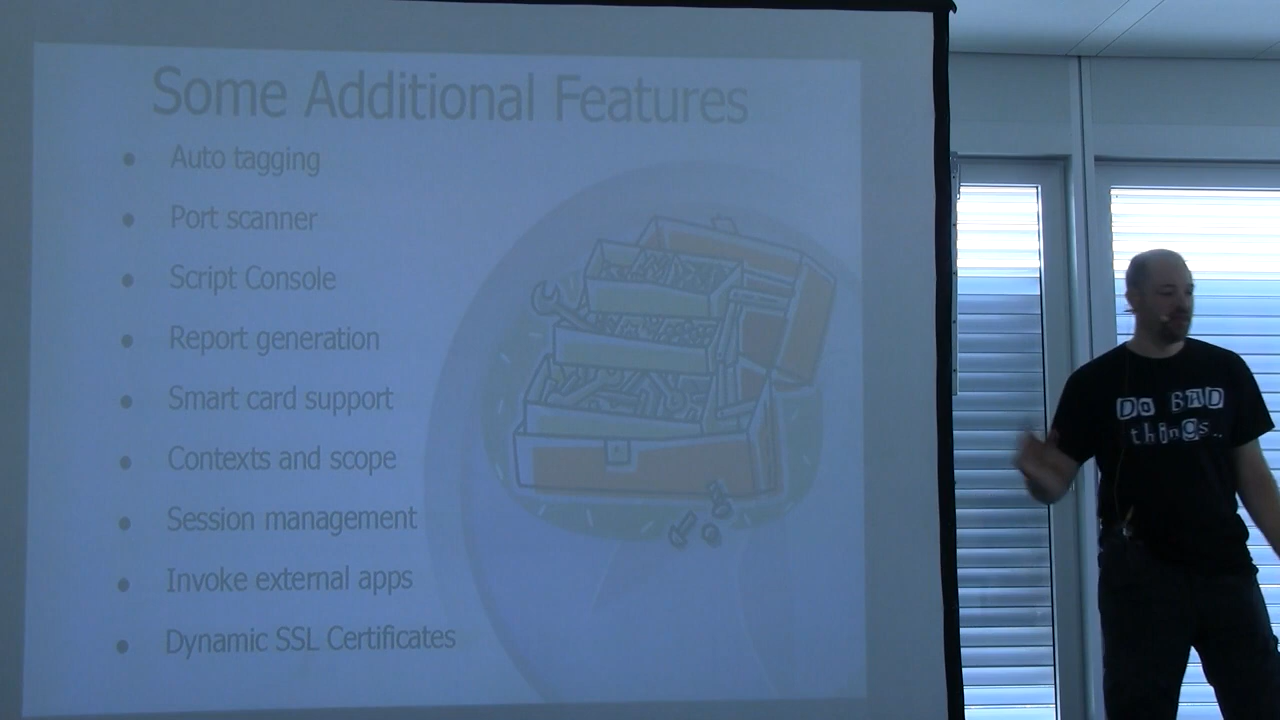 Some Additional Features
Auto tagging
Port scanner
Script Console
Report generation
Smart card support
Contexts and scope
Session management
Invoke external apps
Dynamic SSL Certificates
Do BAD
things..